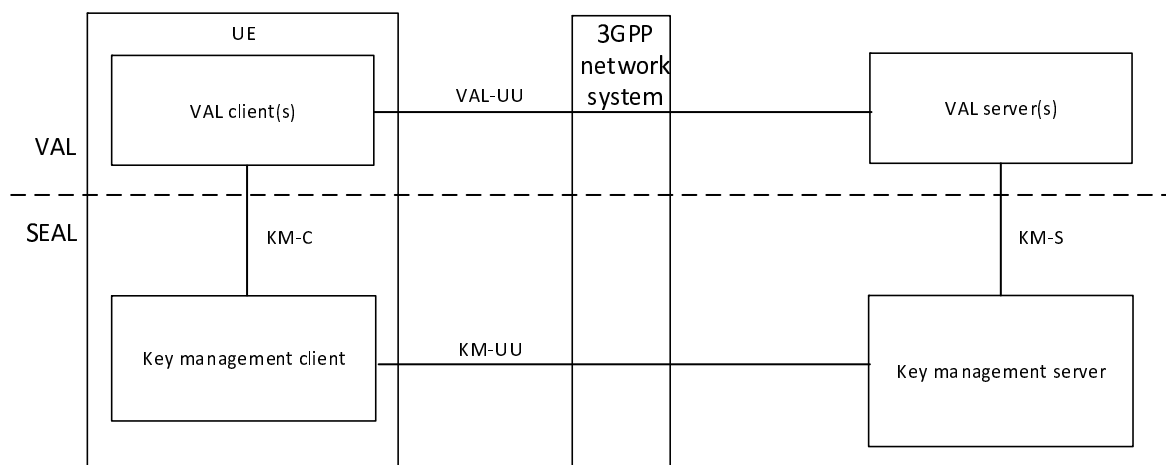 UE
3GPP
network
system
VAL client(s)
VAL-UU
VAL server(s)
VAL
SEAL
KM-C
KM-S
Key management client
KM-UU
Key management server